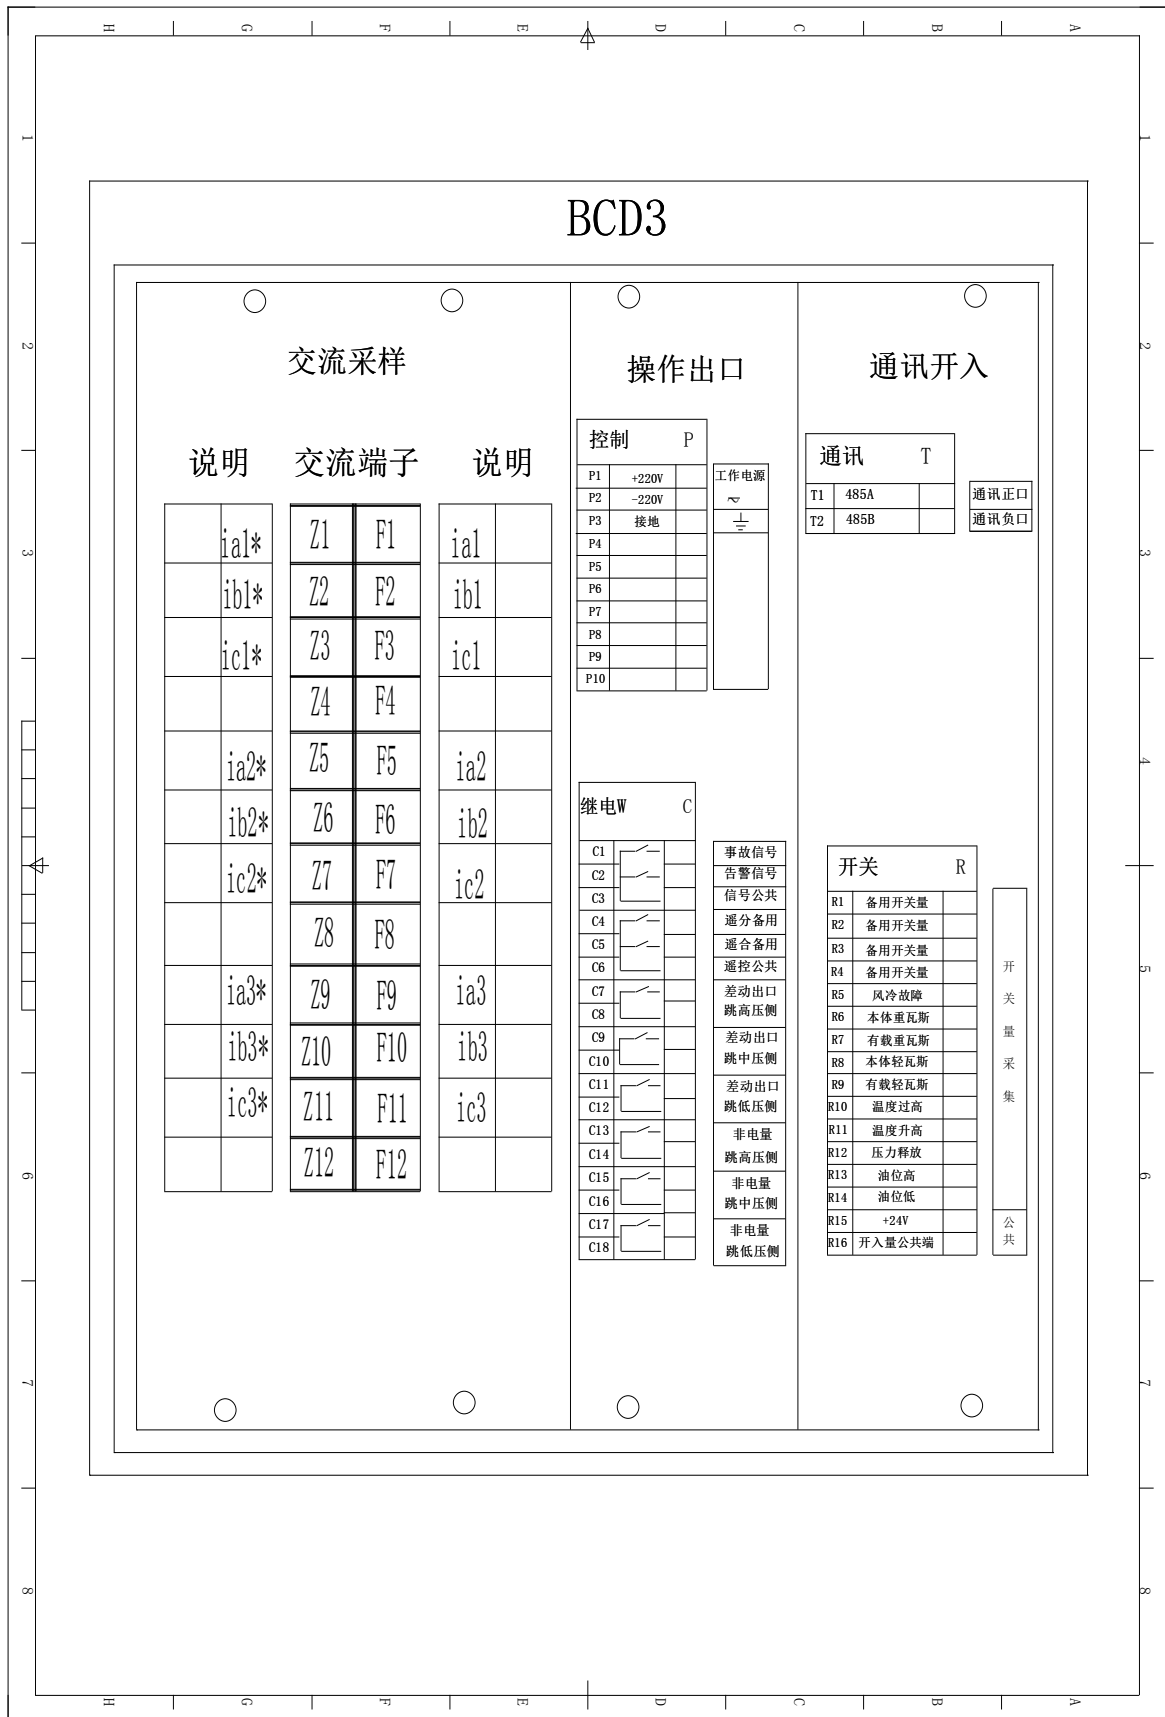 H G F E D C B A
1
2
3
4
5
6
7
8
BCD3
交流采样
说明 交流端子 说明
ia1* Z1 F1 ia1
ib1* Z2 F2 ib1
ic1* Z3 F3 ic1
Z4 F4
ia2* Z5 F5 ia2
ib2* Z6 F6 ib2
ic2* Z7 F7 ic2
Z8 F8
ia3* Z9 F9 ia3
ib3* Z10 F10 ib3
ic3* Z11 F11 ic3
Z12 F12
操作出口
控制 P
P1 +220V
P2 -220V
P3 接地
P4
P5
P6
P7
P8
P9
P10
工作电源
继电W C
C1 事故信号
C2 告警信号
C3 信号公共
C4 遥分备用
C5 遥合备用
C6 遥控公共
C7 差动出口
C8 跳高压侧
C9 差动出口
C10 跳中压侧
C11 差动出口
C12 跳低压侧
C13 非电量
C14 跳高压侧
C15 非电量
C16 跳中压侧
C17 非电量
C18 跳低压侧
通讯开入
通讯 T
T1 485A 通讯正口
T2 485B 通讯负口
开关 R
R1 备用开关量
R2 备用开关量
R3 备用开关量
R4 备用开关量
R5 风冷故障
R6 本体重瓦斯
R7 有载重瓦斯
R8 本体轻瓦斯
R9 有载轻瓦斯
R10 温度过高
R11 温度升高
R12 压力释放
R13 油位高
R14 油位低
R15 +24V
R16 开入量公共端
开关量采集
公共
1
2
3
4
5
6
7
8
H G F E D C B A